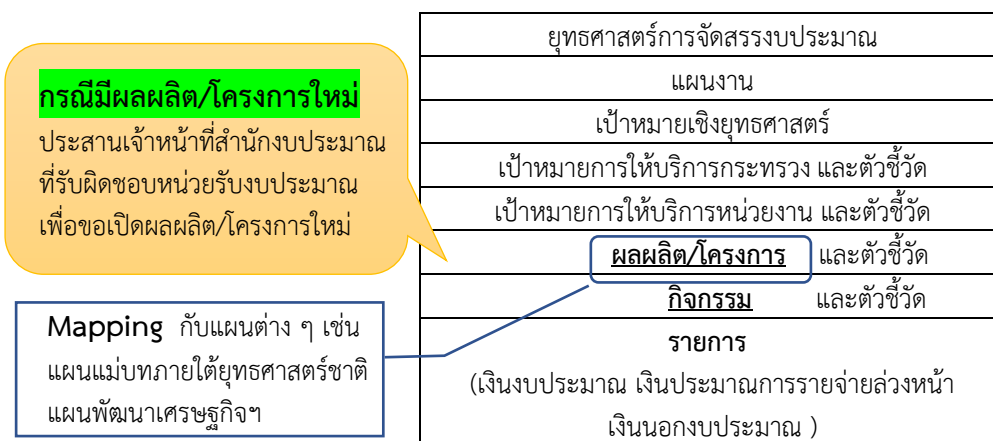 ยุทธศาสตร์การจัดสรรงบประมาณ
แผนงาน
เป้าหมายเชิงยุทธศาสตร์
เป้าหมายการให้บริการกระทรวง และตัวชี้วัด
เป้าหมายการให้บริการหน่วยงาน และตัวชี้วัด
ผลผลิต/โครงการ และตัวชี้วัด
กิจกรรม และตัวชี้วัด
รายการ
(เงินงบประมาณ เงินประมาณการรายจ่ายล่วงหน้า
เงินนอกงบประมาณ )
กรณีมีผลผลิต/โครงการใหม่
ประสานเจ้าหน้าที่สำนักงบประมาณ
ที่รับผิดชอบหน่วยรับงบประมาณ
เพื่อขอเปิดผลผลิต/โครงการใหม่
Mapping กับแผนต่าง ๆ เช่น
แผนแม่บทภายใต้ยุทธศาสตร์ชาติ
แผนพัฒนาเศรษฐกิจฯ